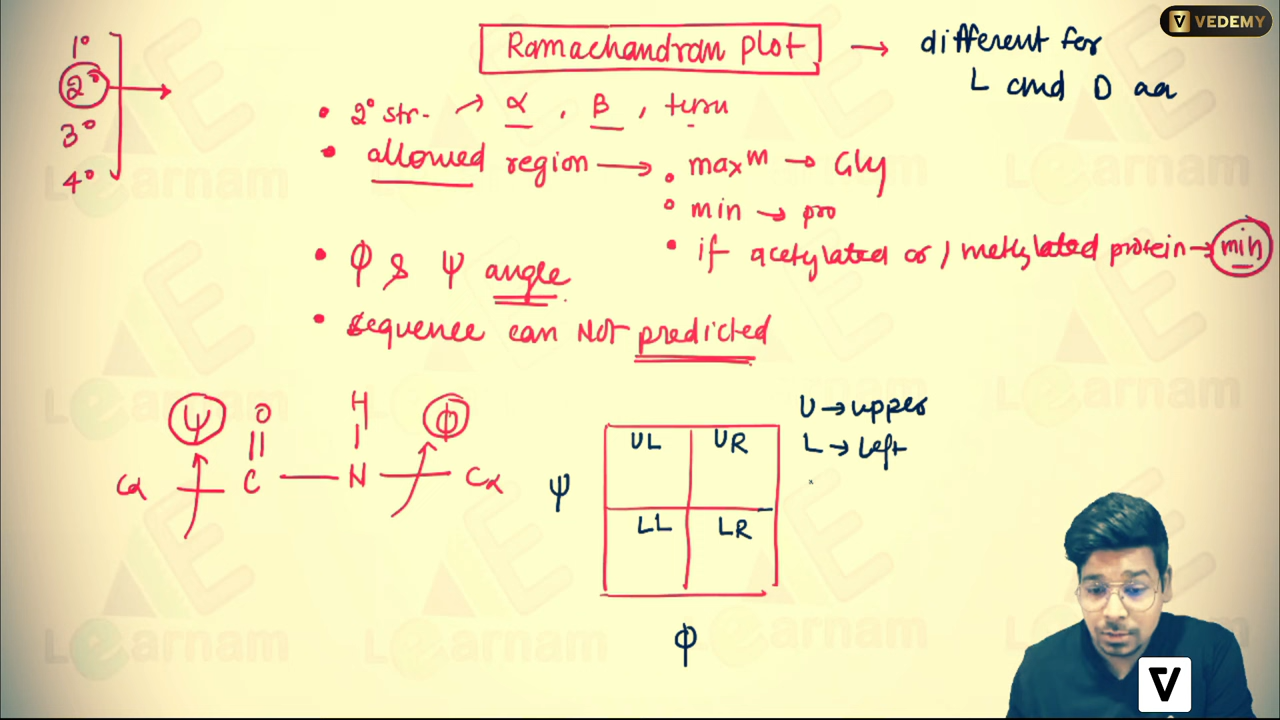 VEDEMY
1°
2°
3°
4°
Ramachandran plot → different for
L and D aa
• 2° str. → α, β, turn
• allowed region → • maxᵐ → Gly
• min → pro
• if acetylated or / methylated protein → min
• Φ & Ψ angle
• sequence can Not predicted
Ψ O H Φ
Cα C N Cα
U → upper
L → left
UL UR
Ψ
LL LR
Φ
V
Learnam